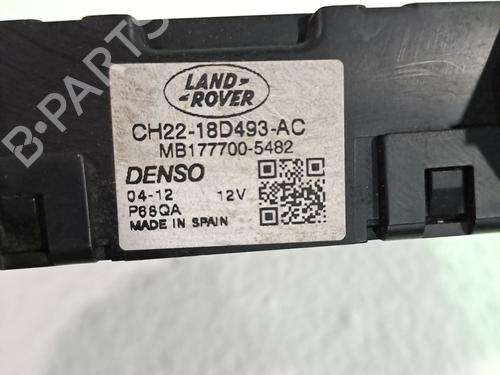 LAND-
-ROVER
CH22-18D493-AC
MB177700-5482
DENSO
04-12 12V
P68QA
MADE IN SPAIN
B-PARTS